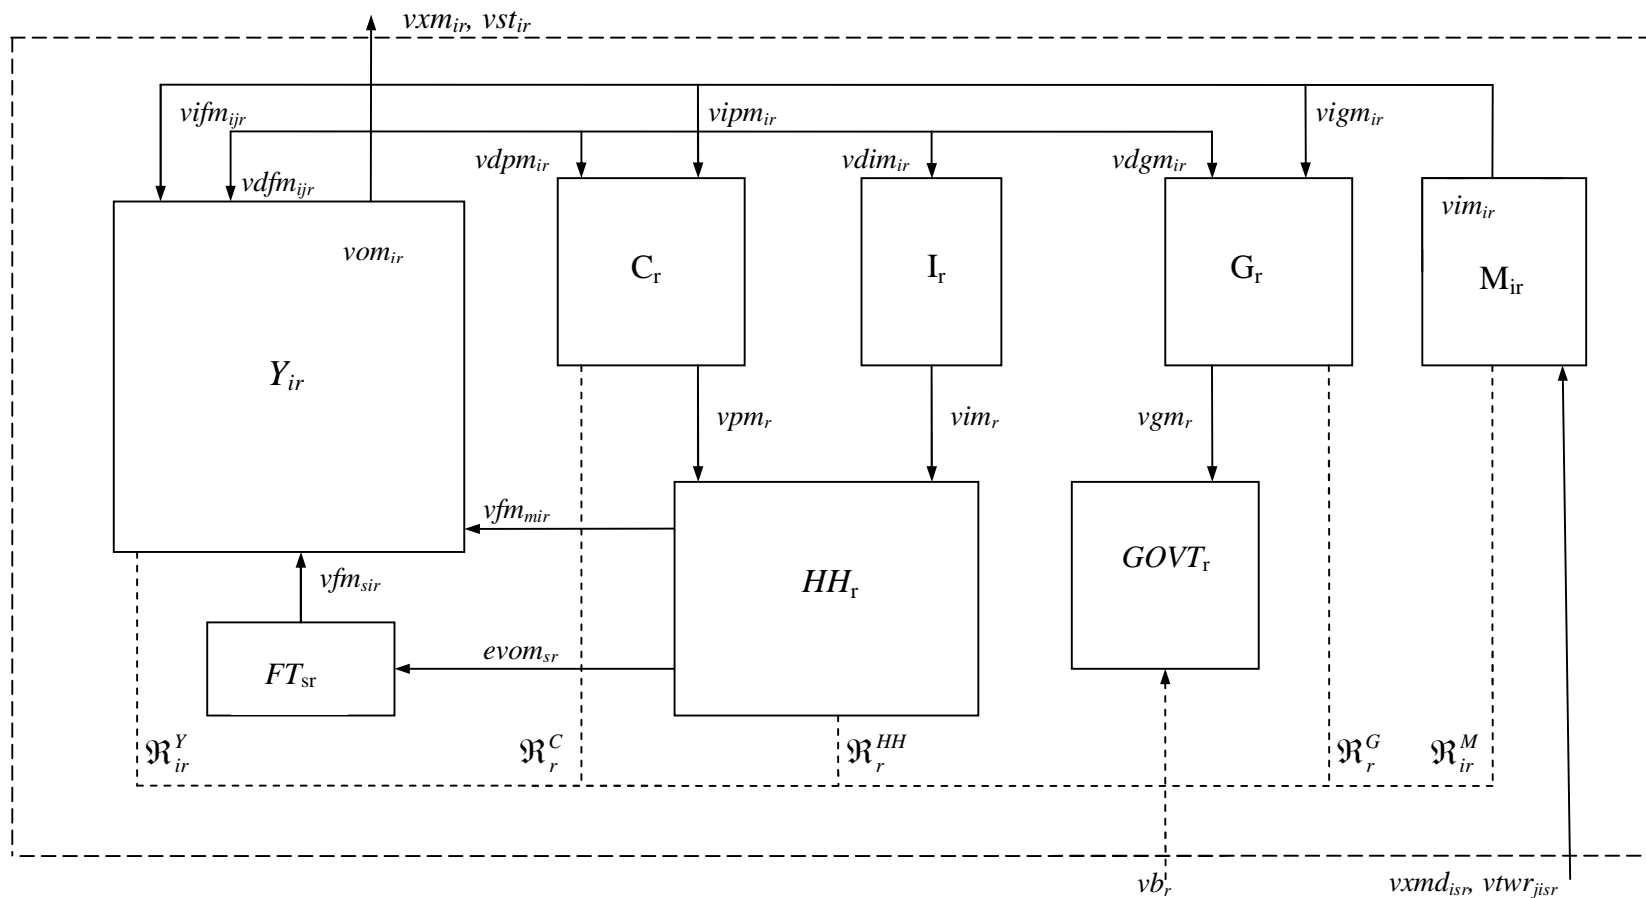 vxm_ir, vst_ir
vifm_ijr vipm_ir vigm_ir
vdpm_ir vdim_ir vdgm_ir
vdfm_ijr vim_ir
vom_ir C_r I_r G_r M_ir
Y_ir
vpm_r vim_r vgm_r
vfm_mir
vfm_sir HH_r GOVT_r
evom_sr
FT_sr
ℜ^Y_ir ℜ^C_r ℜ^HH_r ℜ^G_r ℜ^M_ir
vb_r vxmd_isr, vtwr_jisr